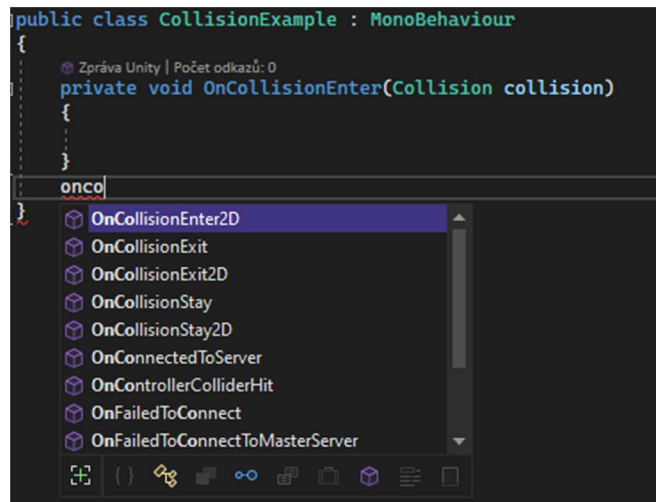 public class CollisionExample : MonoBehaviour
{
Zpráva Unity | Počet odkazů: 0
private void OnCollisionEnter(Collision collision)
{
}
onco
}
OnCollisionEnter2D
OnCollisionExit
OnCollisionExit2D
OnCollisionStay
OnCollisionStay2D
OnConnectedToServer
OnControllerColliderHit
OnFailedToConnect
OnFailedToConnectToMasterServer